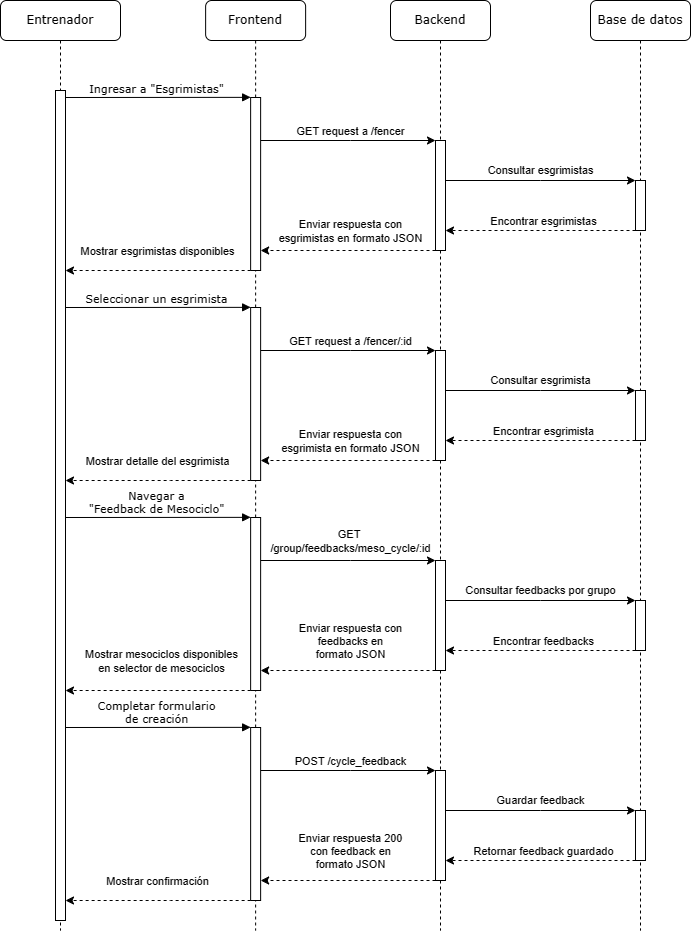 Entrenador
Frontend
Backend
Base de datos
Ingresar a "Esgrimistas"
GET request a /fencer
Consultar esgrimistas
Encontrar esgrimistas
Enviar respuesta con
esgrimistas en formato JSON
Mostrar esgrimistas disponibles
Seleccionar un esgrimista
GET request a /fencer/:id
Consultar esgrimista
Encontrar esgrimista
Enviar respuesta con
esgrimista en formato JSON
Mostrar detalle del esgrimista
Navegar a
"Feedback de Mesociclo"
GET
/group/feedbacks/meso_cycle/:id
Consultar feedbacks por grupo
Encontrar feedbacks
Enviar respuesta con
feedbacks en
formato JSON
Mostrar mesociclos disponibles
en selector de mesociclos
Completar formulario
de creación
POST /cycle_feedback
Guardar feedback
Retornar feedback guardado
Enviar respuesta 200
con feedback en
formato JSON
Mostrar confirmación